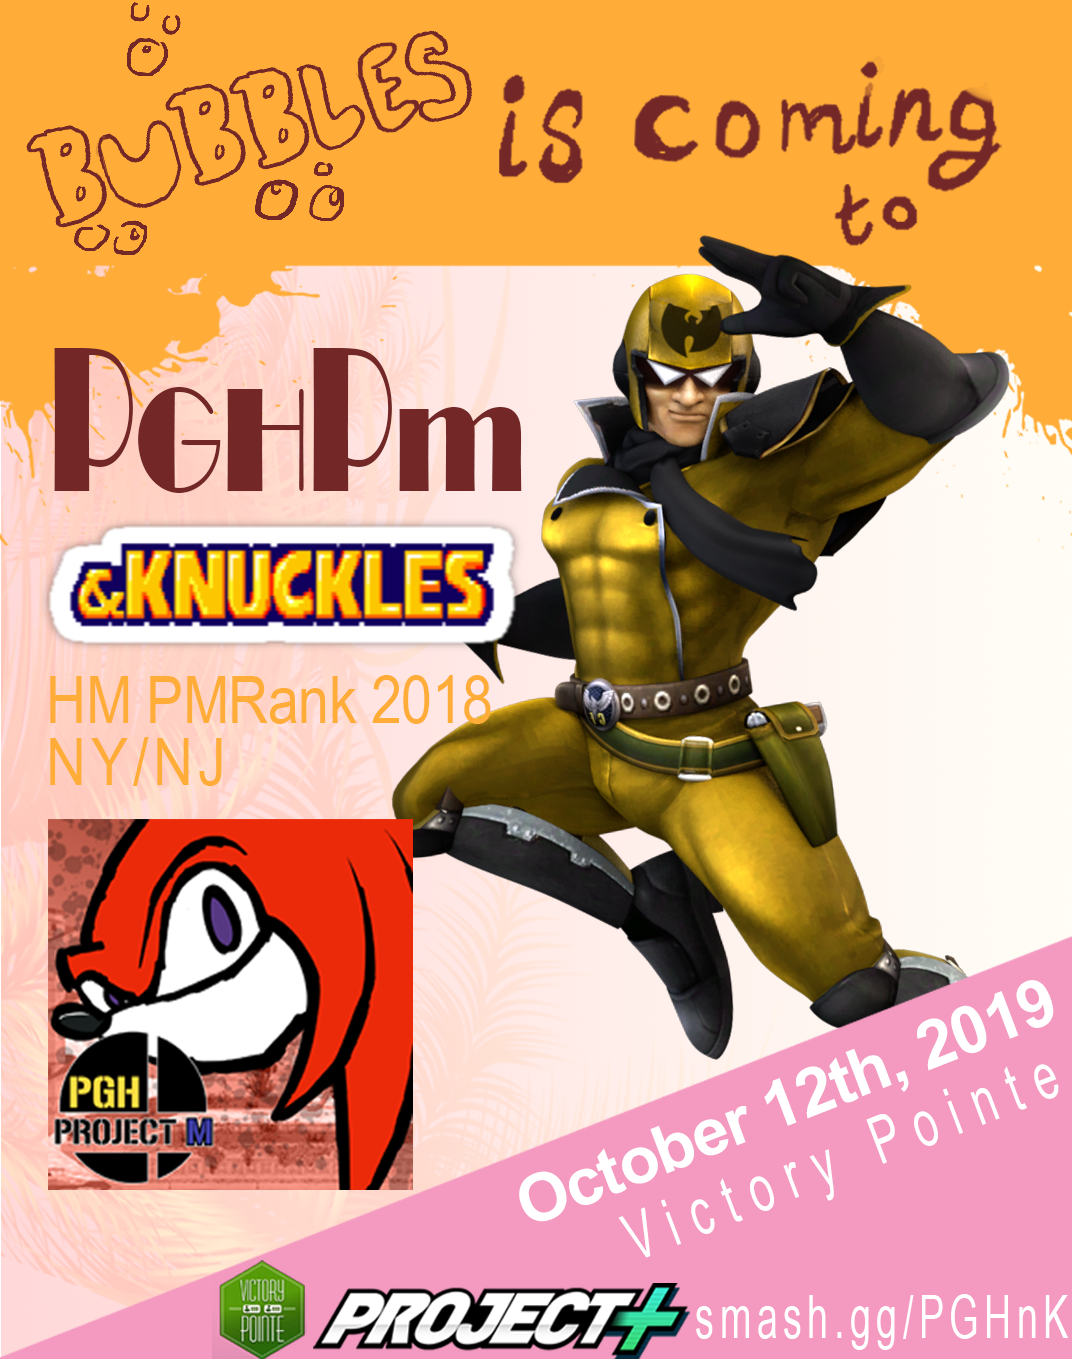 BUBBLES is coming
to
PGHPm
&KNUCKLES
HM PMRank 2018
NY/NJ
PGH
PROJECT M
October 12th, 2019
Victory Pointe
VICTORY
POINTE
PROJECT+
smash.gg/PGHnK